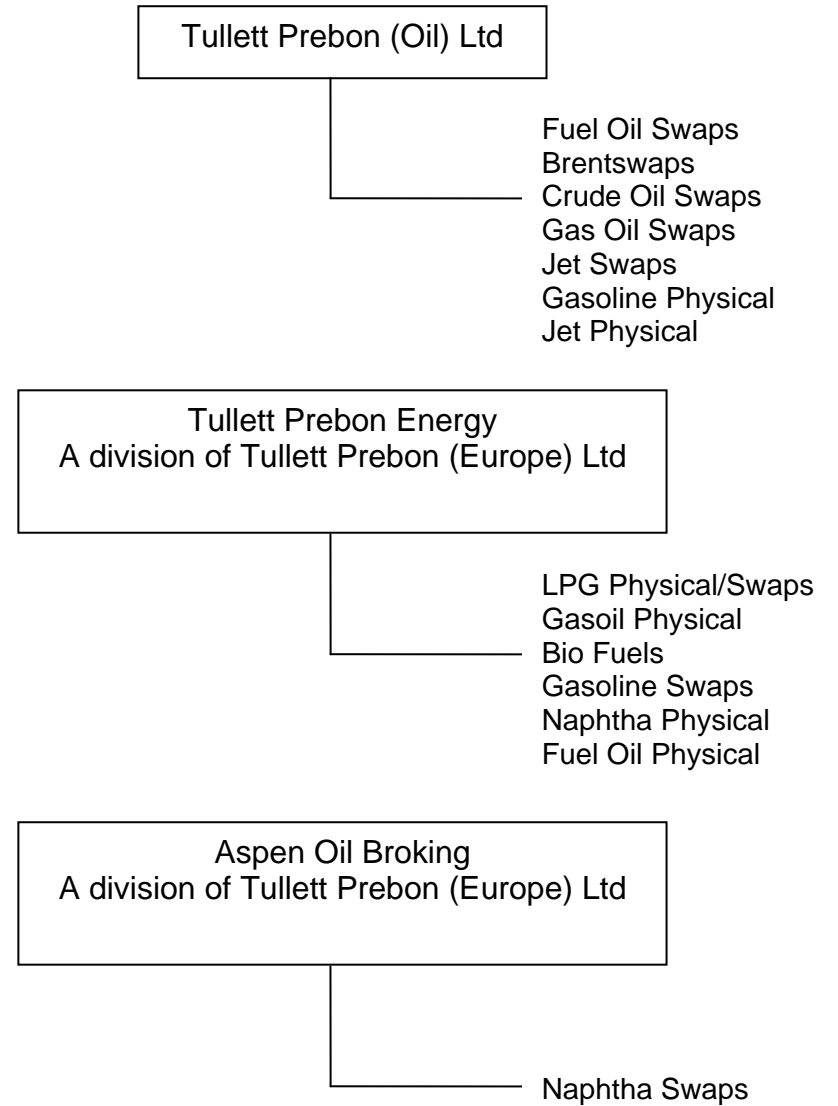 Tullett Prebon (Oil) Ltd
Fuel Oil Swaps
Brentswaps
Crude Oil Swaps
Gas Oil Swaps
Jet Swaps
Gasoline Physical
Jet Physical
Tullett Prebon Energy
A division of Tullett Prebon (Europe) Ltd
LPG Physical/Swaps
Gasoil Physical
Bio Fuels
Gasoline Swaps
Naphtha Physical
Fuel Oil Physical
Aspen Oil Broking
A division of Tullett Prebon (Europe) Ltd
Naphtha Swaps